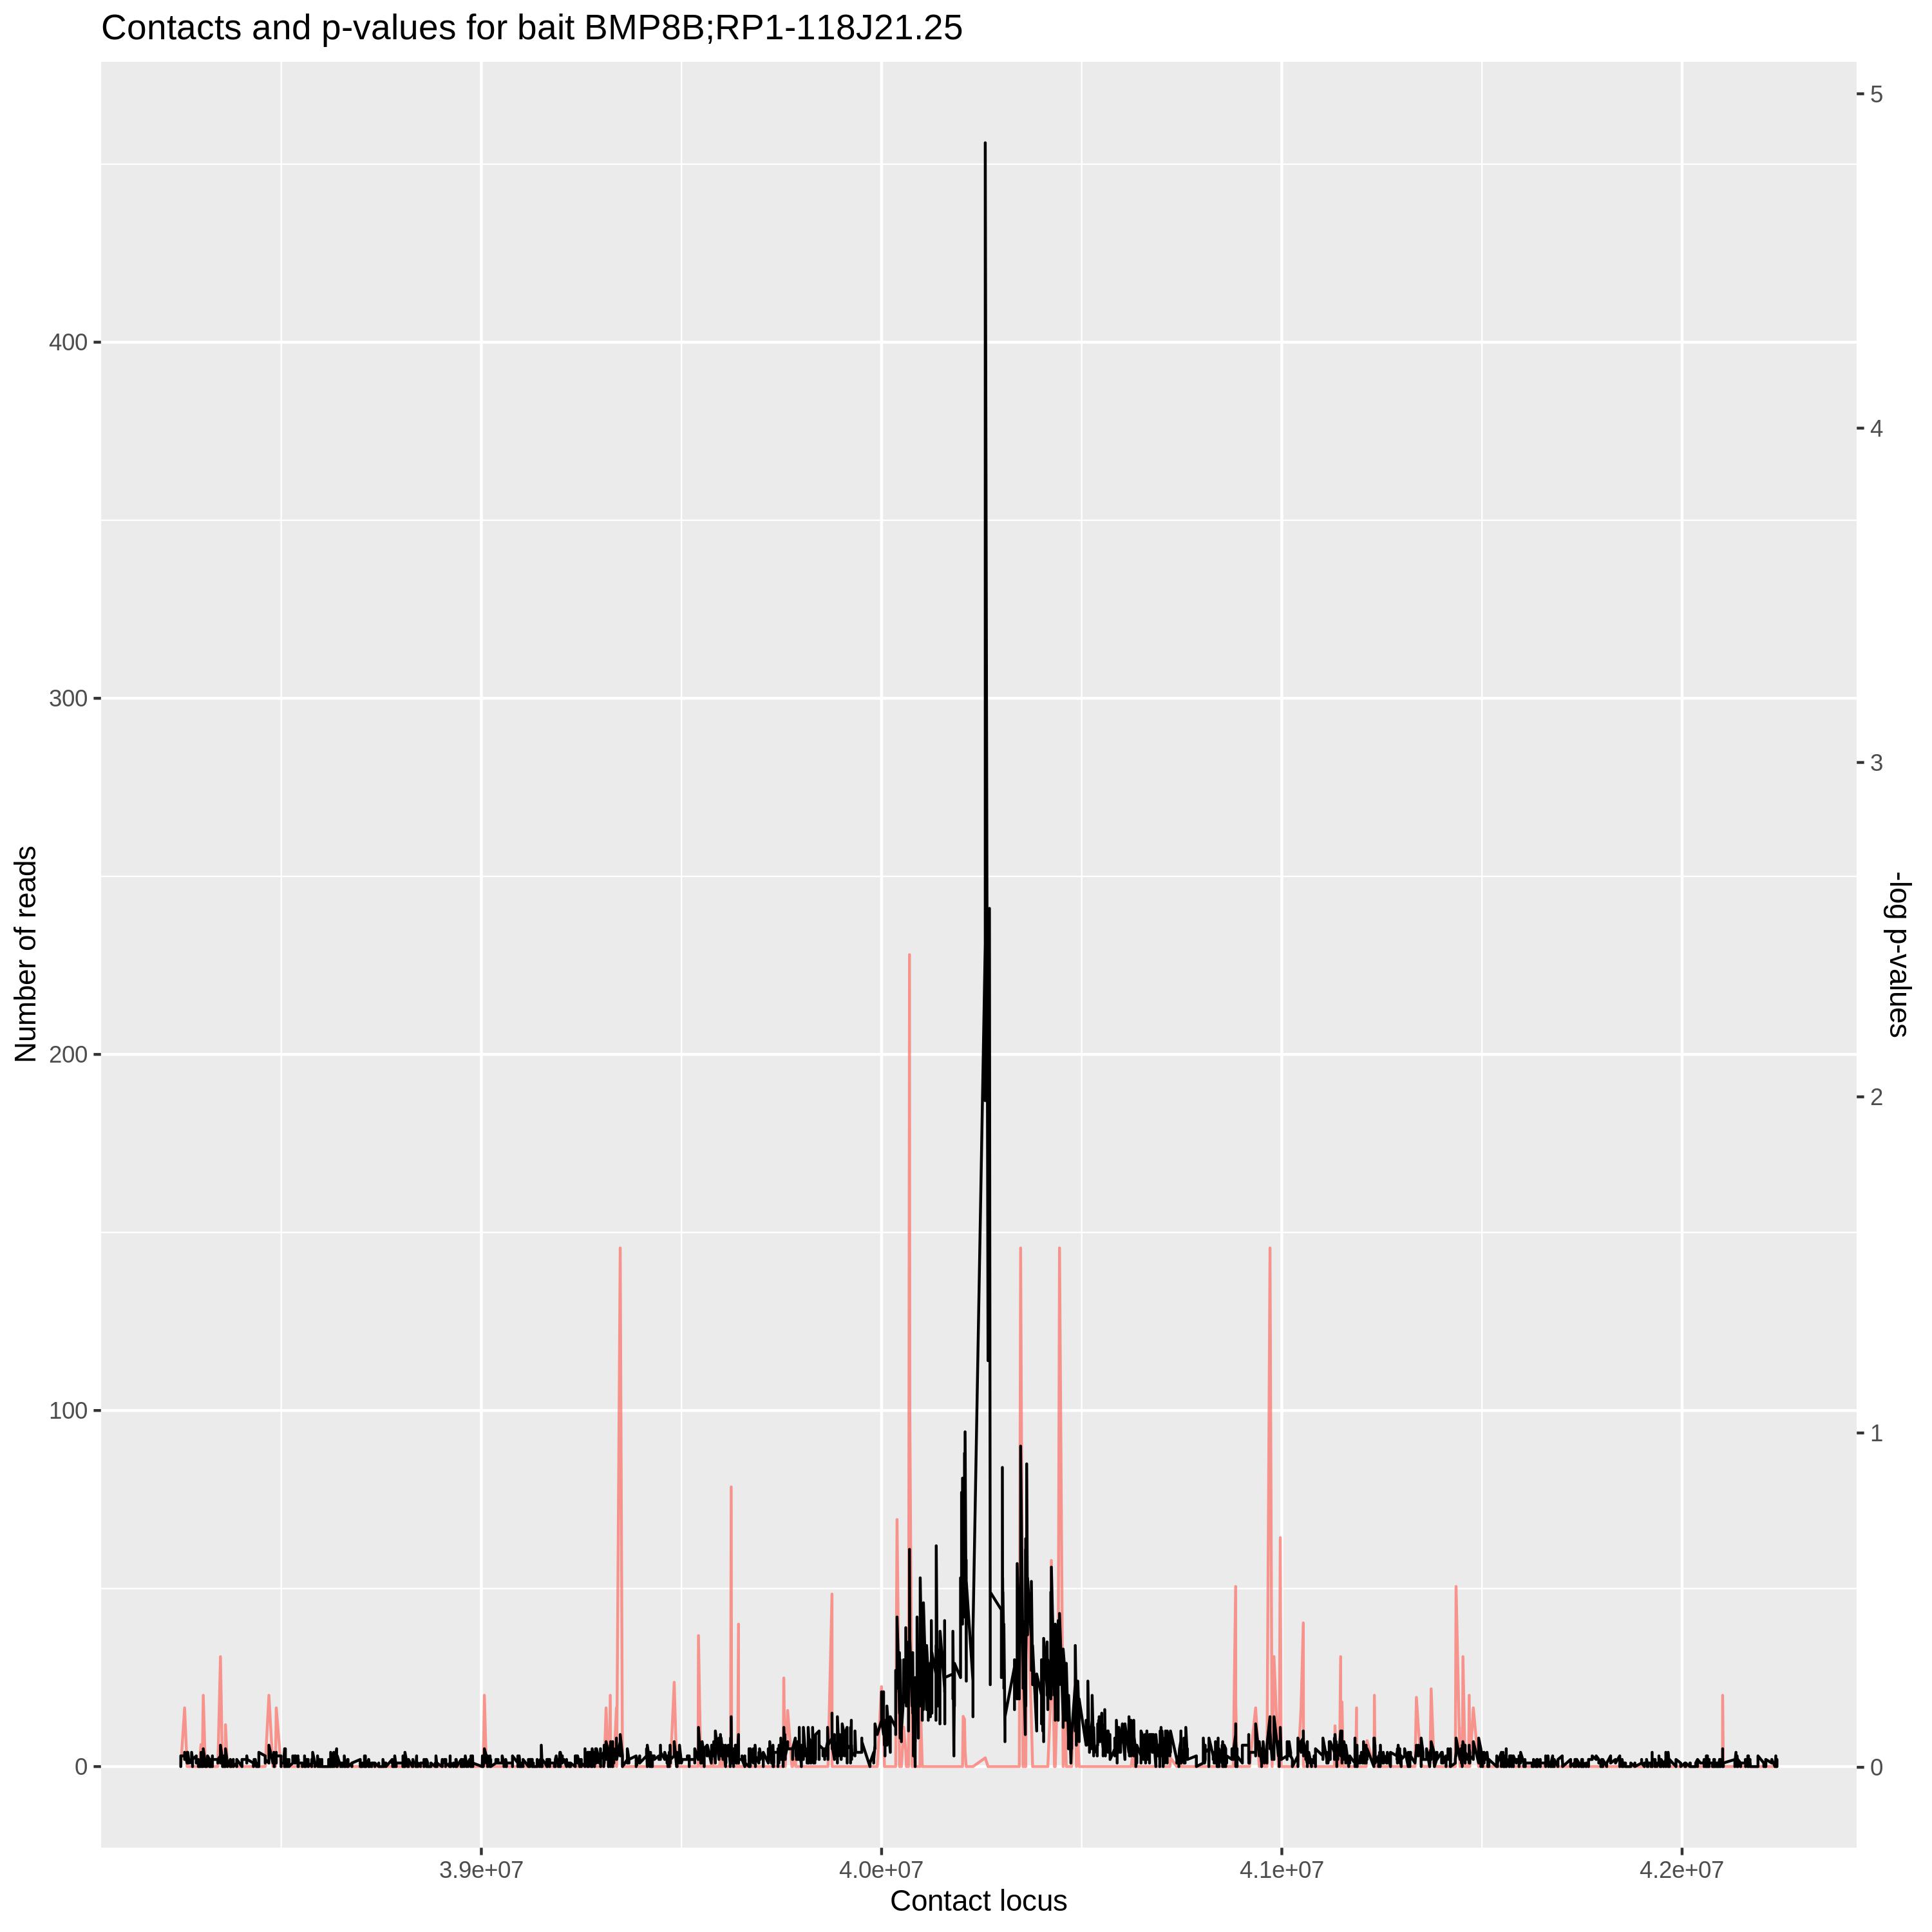 Contacts and p-values for bait BMP8B;RP1-118J21.25
Number of reads
400
300
200
100
0
5
4
3
2
1
0
-log p-values
3.9e+07
4.0e+07
4.1e+07
4.2e+07
Contact locus